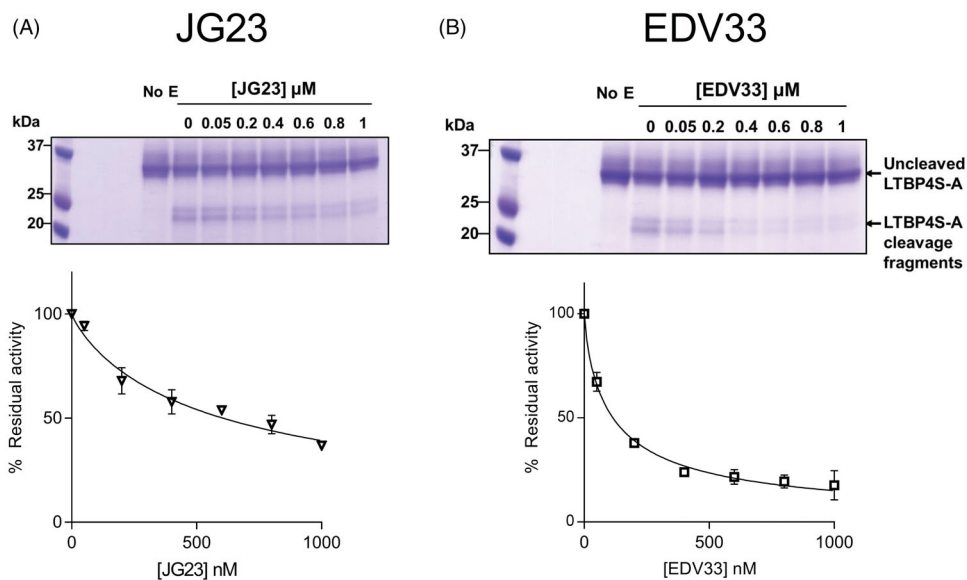 (A)
JG23
No E
[JG23] µM
0 0.05 0.2 0.4 0.6 0.8 1
kDa
37
25
20
100
50
0
% Residual activity
0 500 1000
[JG23] nM
(B)
EDV33
No E
[EDV33] µM
0 0.05 0.2 0.4 0.6 0.8 1
kDa
37
25
20
Uncleaved
LTBP4S-A
LTBP4S-A
cleavage
fragments
100
50
0
% Residual activity
0 500 1000
[EDV33] nM